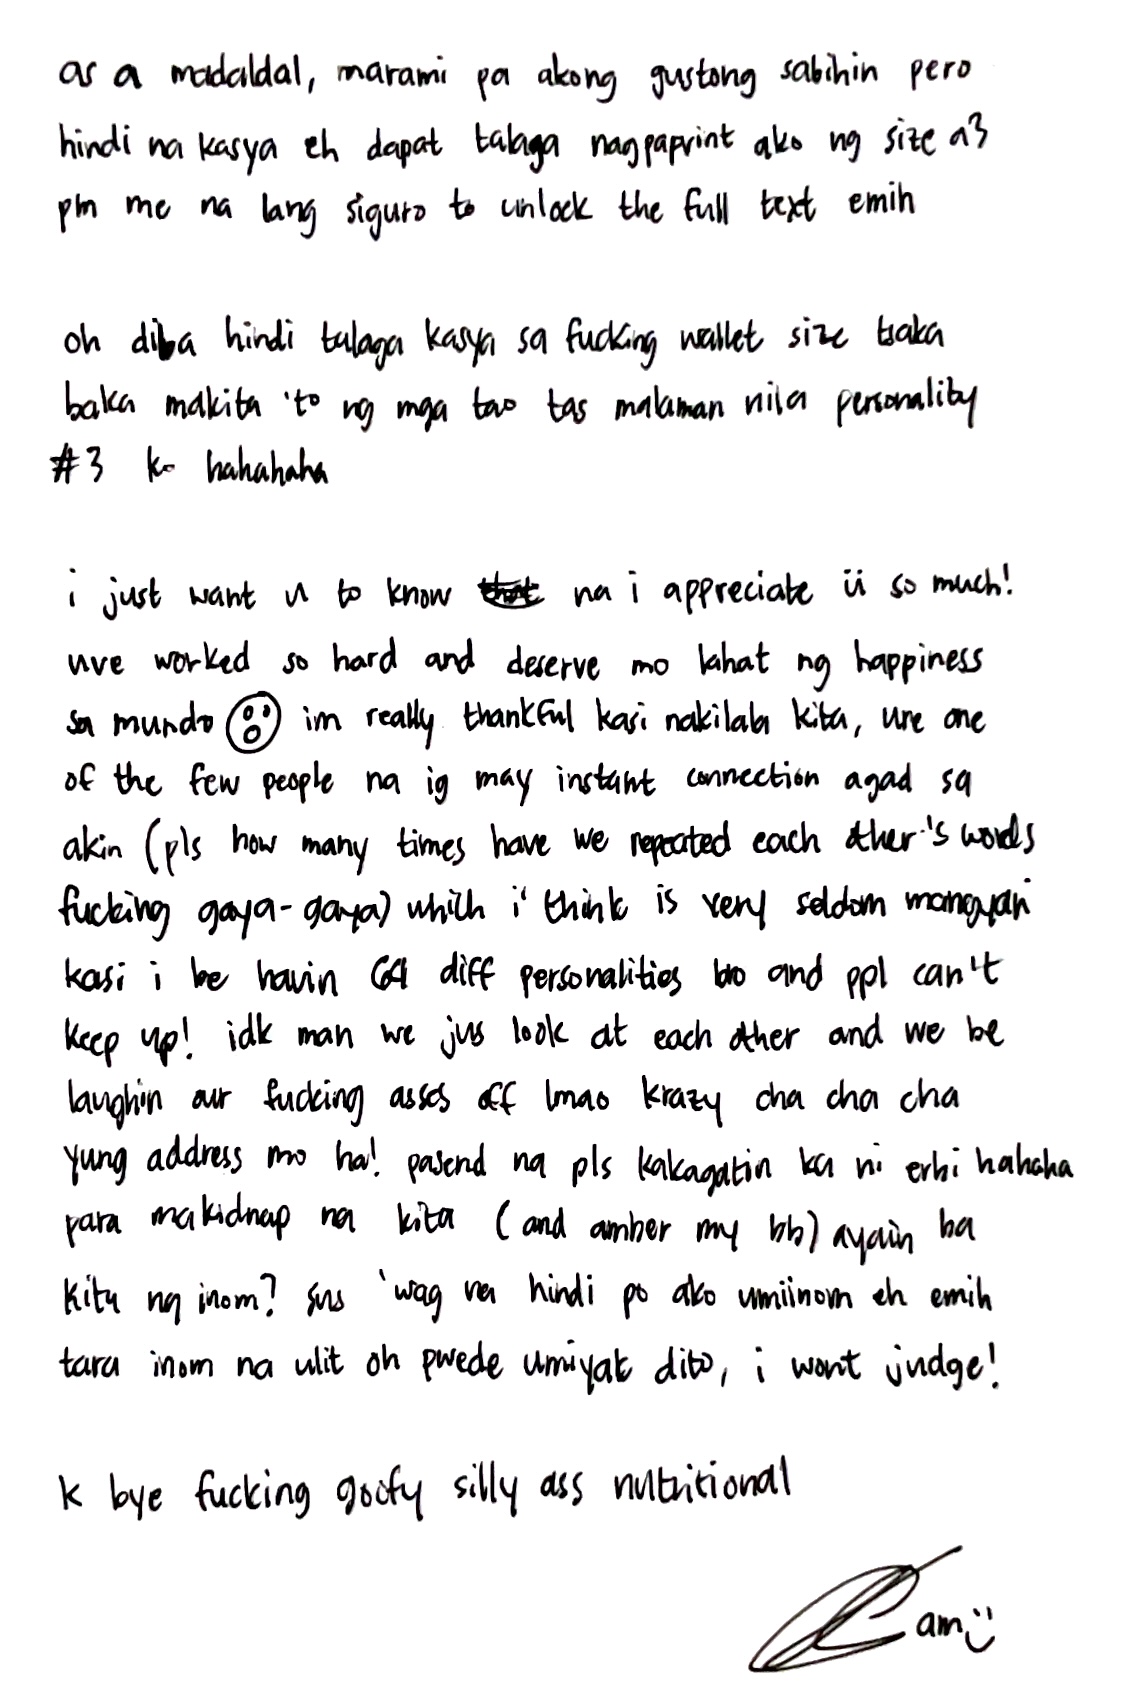 as a madaldal, marami pa akong gustong sabihin pero
hindi na kasya eh dapat talaga nagpaprint ako ng size a3
pm me na lang siguro to unlock the full text emih
oh diba hindi talaga kasya sa fucking wallet size tsaka
baka makita 'to ng mga tao tas malaman nila personality
#3 ko hahahaha
i just want u to know that na i appreciate ü so much!
uve worked so hard and deserve mo lahat ng happiness
sa mundo im really thankful kasi nakilala kita, ure one
of the few people na ig may instant connection agad sa
akin (pls how many times have we repeated each other's words
fucking gaya-gaya) which i think is very seldom mangyari
kasi i be havin 64 diff personalities bro and ppl can't
keep up! idk man we jus look at each other and we be
laughin our fucking asses off lmao krazy cha cha cha
yung address mo ha! pasend na pls kakagatin ka ni erhi hahaha
para makidnap na kita (and amber my bb) ayain ba
kita ng inom? sus 'wag na hindi po ako umiinom eh emih
tara inom na ulit oh pwede umiyak dito, i wont judge!
k bye fucking goofy silly ass nutritional
Cam